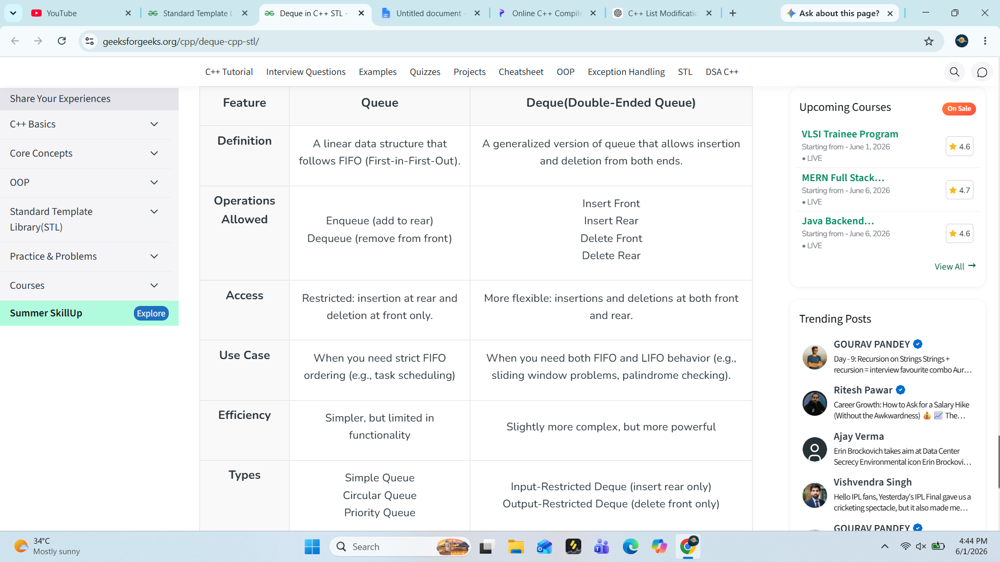 YouTube
Standard Template L
Deque in C++ STL -
Untitled document -
Online C++ Compile
C++ List Modificatio
Ask about this page?
geeksforgeeks.org/cpp/deque-cpp-stl/
C++ Tutorial
Interview Questions
Examples
Quizzes
Projects
Cheatsheet
OOP
Exception Handling
STL
DSA C++
Share Your Experiences
C++ Basics
Core Concepts
OOP
Standard Template
Library(STL)
Practice & Problems
Courses
Summer SkillUp
Explore
Feature
Queue
Deque(Double-Ended Queue)
Definition
A linear data structure that
follows FIFO (First-in-First-Out).
A generalized version of queue that allows insertion
and deletion from both ends.
Operations
Allowed
Enqueue (add to rear)
Dequeue (remove from front)
Insert Front
Insert Rear
Delete Front
Delete Rear
Access
Restricted: insertion at rear and
deletion at front only.
More flexible: insertions and deletions at both front
and rear.
Use Case
When you need strict FIFO
ordering (e.g., task scheduling)
When you need both FIFO and LIFO behavior (e.g.,
sliding window problems, palindrome checking).
Efficiency
Simpler, but limited in
functionality
Slightly more complex, but more powerful
Types
Simple Queue
Circular Queue
Priority Queue
Input-Restricted Deque (insert rear only)
Output-Restricted Deque (delete front only)
Upcoming Courses
On Sale
VLSI Trainee Program
Starting from - June 1, 2026
• LIVE
4.6
MERN Full Stack...
Starting from - June 6, 2026
• LIVE
4.7
Java Backend...
Starting from - June 6, 2026
• LIVE
4.6
View All →
Trending Posts
GOURAV PANDEY
Day - 9: Recursion on Strings Strings +
recursion = interview favourite combo Aur...
Ritesh Pawar
Career Growth: How to Ask for a Salary Hike
(Without the Awkwardness) 💰 📈 The...
Ajay Verma
Erin Brockovich takes aim at Data Center
Secrecy Environmental icon Erin Brockovi...
Vishvendra Singh
Hello IPL fans, Yesterday's IPL Final gave us a
cricketing spectacle, but it also made me...
GOURAV PANDEY
34°C
Mostly sunny
Search
4:44 PM
6/1/2026